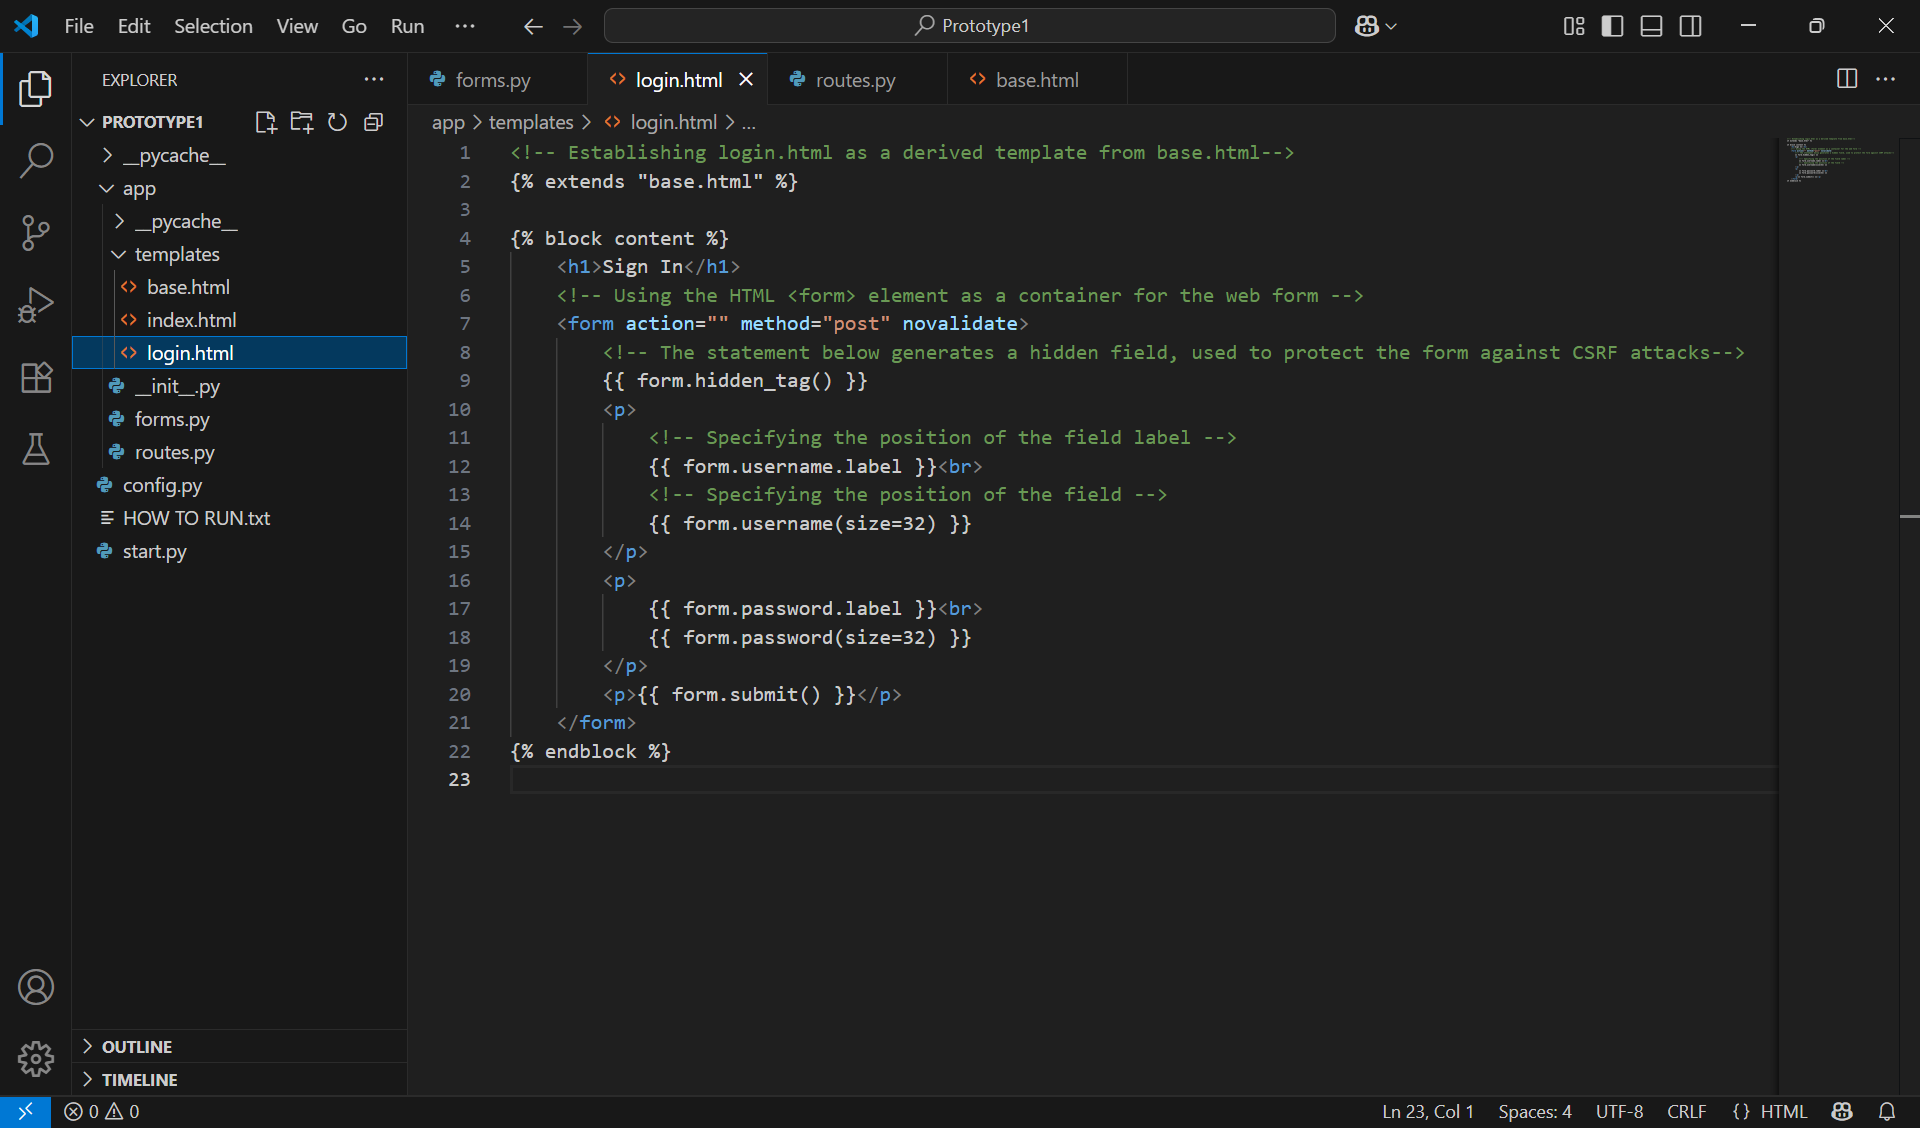 File Edit Selection View Go Run ... Prototype1
EXPLORER ...
forms.py login.html routes.py base.html ...
PROTOTYPE1
__pycache__
app
__pycache__
templates
base.html
index.html
login.html
__init__.py
forms.py
routes.py
config.py
HOW TO RUN.txt
start.py
OUTLINE
TIMELINE
app > templates > login.html > ...
1 <!-- Establishing login.html as a derived template from base.html-->
2 {% extends "base.html" %}
3
4 {% block content %}
5 <h1>Sign In</h1>
6 <!-- Using the HTML <form> element as a container for the web form -->
7 <form action="" method="post" novalidate>
8 <!-- The statement below generates a hidden field, used to protect the form against CSRF attacks-->
9 {{ form.hidden_tag() }}
10 <p>
11 <!-- Specifying the position of the field label -->
12 {{ form.username.label }}<br>
13 <!-- Specifying the position of the field -->
14 {{ form.username(size=32) }}
15 </p>
16 <p>
17 {{ form.password.label }}<br>
18 {{ form.password(size=32) }}
19 </p>
20 <p>{{ form.submit() }}</p>
21 </form>
22 {% endblock %}
23
0 0 Ln 23, Col 1 Spaces: 4 UTF-8 CRLF {} HTML